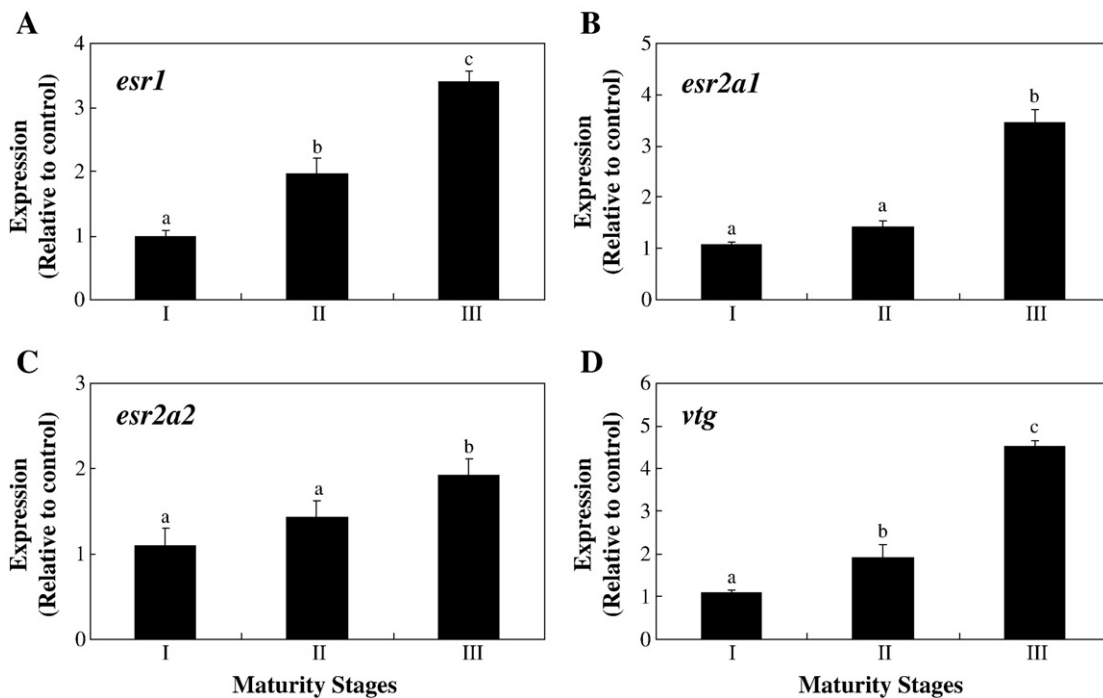 A
esr1
Expression
(Relative to control)
4
3
2
1
0
a
b
c
I II III
B
esr2a1
Expression
(Relative to control)
5
4
3
2
1
0
a
a
b
I II III
C
esr2a2
Expression
(Relative to control)
3
2
1
0
a
a
b
I II III
Maturity Stages
D
vtg
Expression
(Relative to control)
6
5
4
3
2
1
0
a
b
c
I II III
Maturity Stages